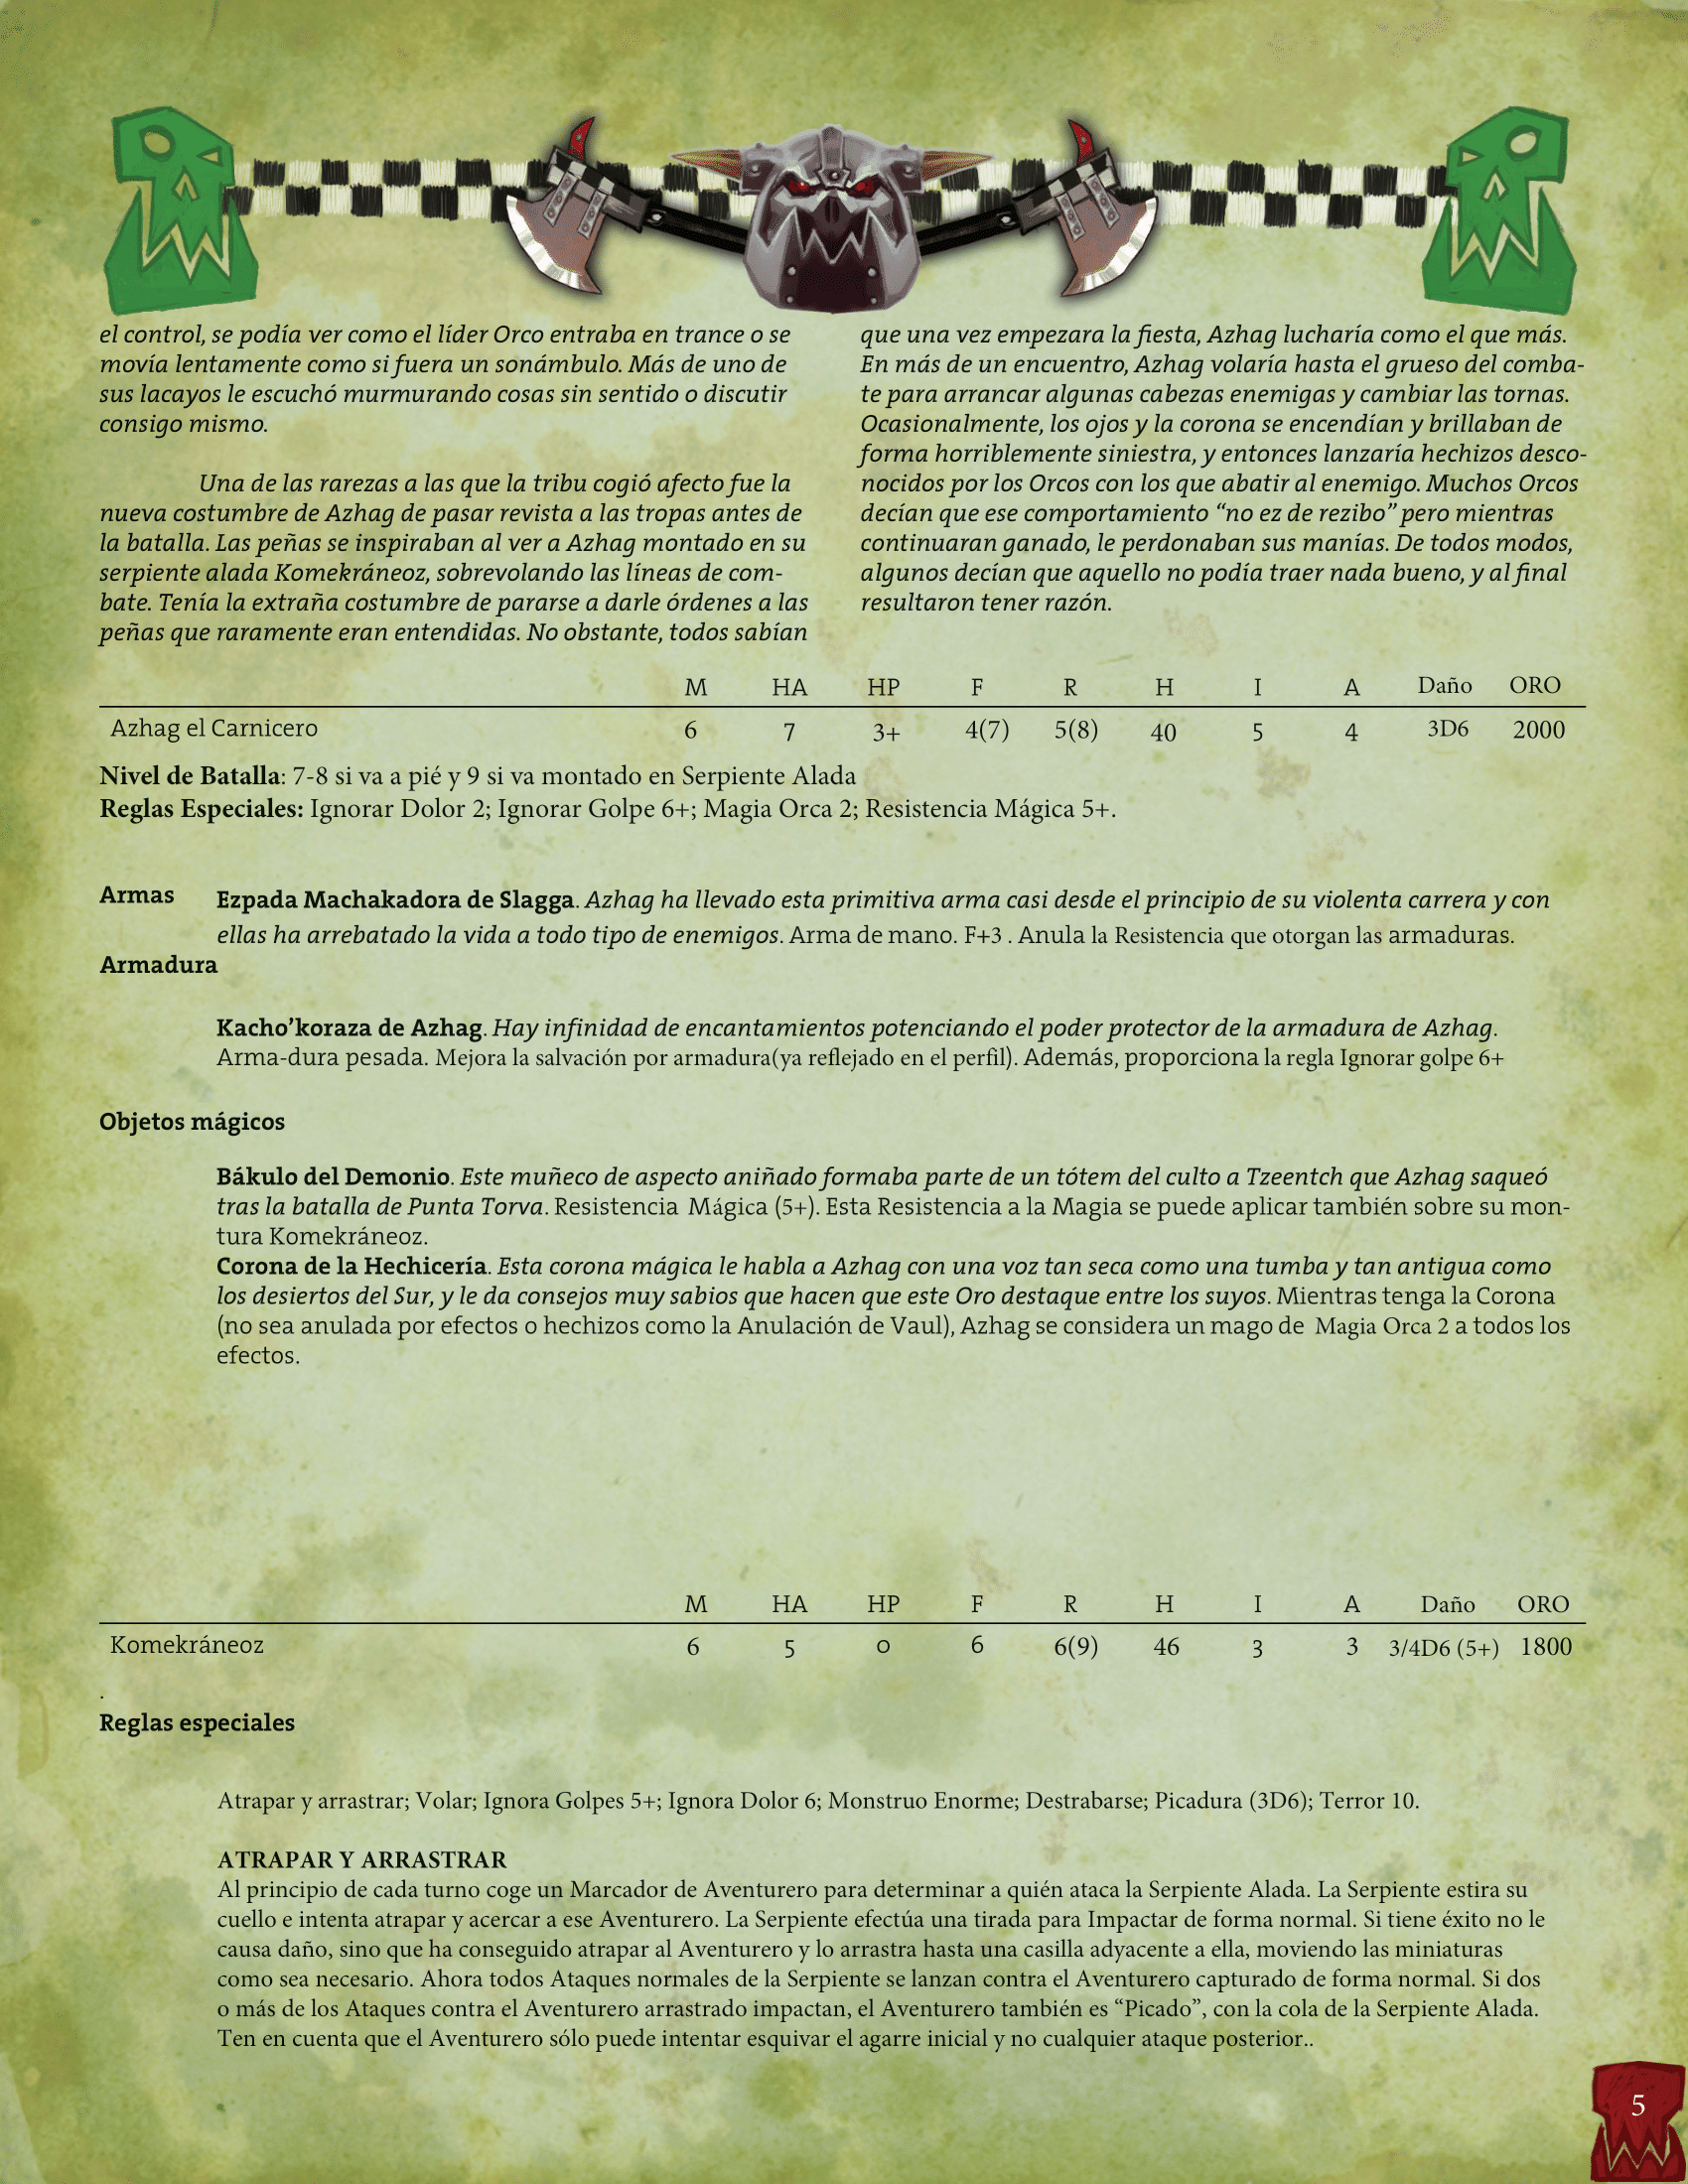 el control, se podía ver como el líder Orco entraba en trance o se
movía lentamente como si fuera un sonámbulo. Más de uno de
sus lacayos le escuchó murmurando cosas sin sentido o discutir
consigo mismo.
Una de las rarezas a las que la tribu cogió afecto fue la
nueva costumbre de Azhag de pasar revista a las tropas antes de
la batalla. Las peñas se inspiraban al ver a Azhag montado en su
serpiente alada Komekráneoz, sobrevolando las líneas de com-
bate. Tenía la extraña costumbre de pararse a darle órdenes a las
peñas que raramente eran entendidas. No obstante, todos sabían
que una vez empezara la fiesta, Azhag lucharía como el que más.
En más de un encuentro, Azhag volaría hasta el grueso del comba-
te para arrancar algunas cabezas enemigas y cambiar las tornas.
Ocasionalmente, los ojos y la corona se encendían y brillaban de
forma horriblemente siniestra, y entonces lanzaría hechizos desco-
nocidos por los Orcos con los que abatir al enemigo. Muchos Orcos
decían que ese comportamiento “no ez de rezibo” pero mientras
continuaran ganado, le perdonaban sus manías. De todos modos,
algunos decían que aquello no podía traer nada bueno, y al final
resultaron tener razón.
M HA HP F R H I A Daño ORO
Azhag el Carnicero 6 7 3+ 4(7) 5(8) 40 5 4 3D6 2000
Nivel de Batalla: 7-8 si va a pié y 9 si va montado en Serpiente Alada
Reglas Especiales: Ignorar Dolor 2; Ignorar Golpe 6+; Magia Orca 2; Resistencia Mágica 5+.
Armas Ezpada Machakadora de Slagga. Azhag ha llevado esta primitiva arma casi desde el principio de su violenta carrera y con
ellas ha arrebatado la vida a todo tipo de enemigos. Arma de mano. F+3 . Anula la Resistencia que otorgan las armaduras.
Armadura
Kacho’koraza de Azhag. Hay infinidad de encantamientos potenciando el poder protector de la armadura de Azhag.
Arma-dura pesada. Mejora la salvación por armadura(ya reflejado en el perfil). Además, proporciona la regla Ignorar golpe 6+
Objetos mágicos
Bákulo del Demonio. Este muñeco de aspecto aniñado formaba parte de un tótem del culto a Tzeentch que Azhag saqueó
tras la batalla de Punta Torva. Resistencia Mágica (5+). Esta Resistencia a la Magia se puede aplicar también sobre su mon-
tura Komekráneoz.
Corona de la Hechicería. Esta corona mágica le habla a Azhag con una voz tan seca como una tumba y tan antigua como
los desiertos del Sur, y le da consejos muy sabios que hacen que este Oro destaque entre los suyos. Mientras tenga la Corona
(no sea anulada por efectos o hechizos como la Anulación de Vaul), Azhag se considera un mago de Magia Orca 2 a todos los
efectos.
M HA HP F R H I A Daño ORO
Komekráneoz 6 5 0 6 6(9) 46 3 3 3/4D6 (5+) 1800
.
Reglas especiales
Atrapar y arrastrar; Volar; Ignora Golpes 5+; Ignora Dolor 6; Monstruo Enorme; Destrabarse; Picadura (3D6); Terror 10.
ATRAPAR Y ARRASTRAR
Al principio de cada turno coge un Marcador de Aventurero para determinar a quién ataca la Serpiente Alada. La Serpiente estira su
cuello e intenta atrapar y acercar a ese Aventurero. La Serpiente efectúa una tirada para Impactar de forma normal. Si tiene éxito no le
causa daño, sino que ha conseguido atrapar al Aventurero y lo arrastra hasta una casilla adyacente a ella, moviendo las miniaturas
como sea necesario. Ahora todos Ataques normales de la Serpiente se lanzan contra el Aventurero capturado de forma normal. Si dos
o más de los Ataques contra el Aventurero arrastrado impactan, el Aventurero también es “Picado”, con la cola de la Serpiente Alada.
Ten en cuenta que el Aventurero sólo puede intentar esquivar el agarre inicial y no cualquier ataque posterior..
5